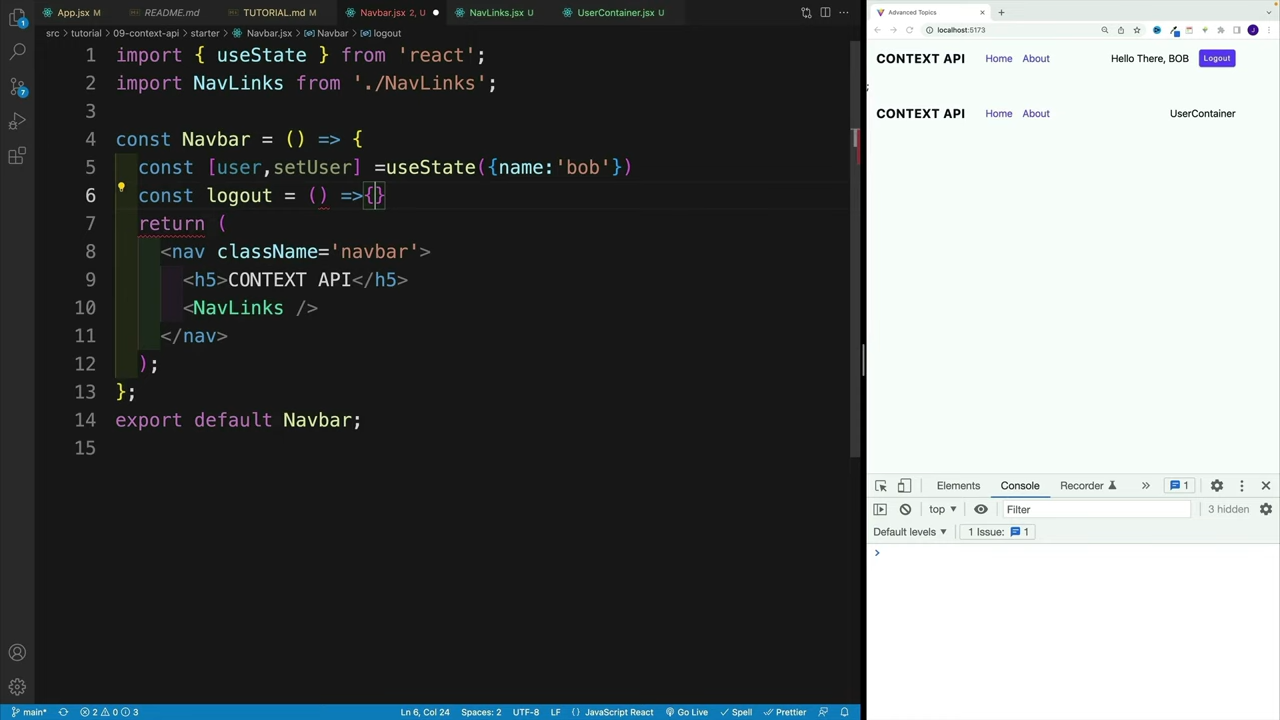 App.jsx M
README.md
TUTORIAL.md M
Navbar.jsx 2, U
NavLinks.jsx U
UserContainer.jsx U
src > tutorial > 09-context-api > starter > Navbar.jsx > Navbar > logout
1 import { useState } from 'react';
2 import NavLinks from './NavLinks';
3
4 const Navbar = () => {
5 const [user,setUser] =useState({name:'bob'})
6 const logout = () =>{}
7 return (
8 <nav className='navbar'>
9 <h5>CONTEXT API</h5>
10 <NavLinks />
11 </nav>
12 );
13 };
14 export default Navbar;
15
1
7
main*
2 0 3
Ln 6, Col 24
Spaces: 2
UTF-8
LF
JavaScript React
Go Live
Spell
Prettier
Advanced Topics
localhost:5173
J
CONTEXT API Home About Hello There, BOB Logout
;
CONTEXT API Home About UserContainer
Elements Console Recorder 1
top Filter 3 hidden
Default levels 1 Issue: 1